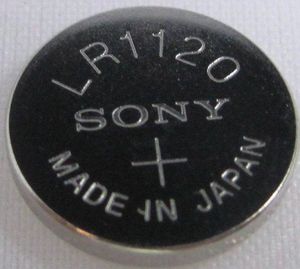 LR1120
SONY
+
MADE IN JAPAN